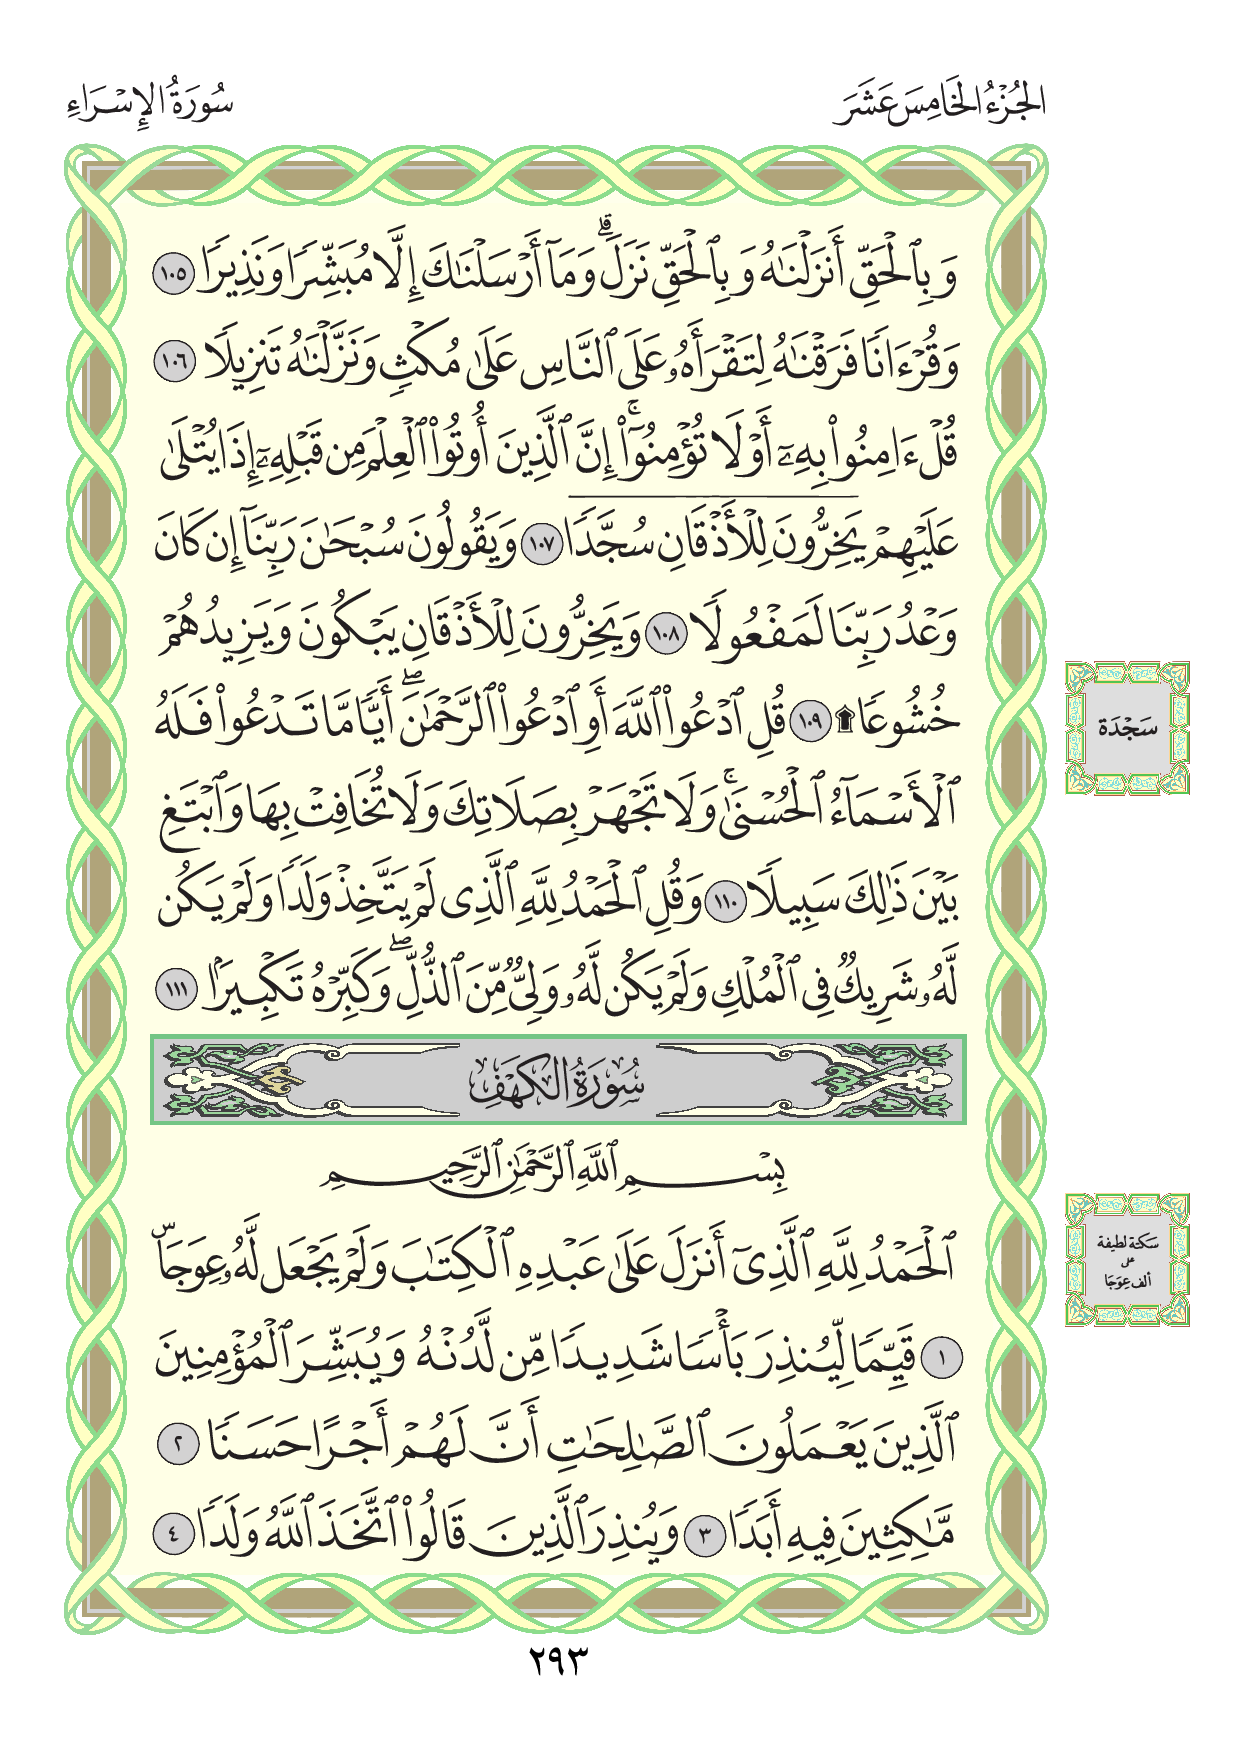 الجُزْءُ الخَامِسَ عَشَرَ
سُورَةُ الإِسْرَاءِ
وَبِٱلْحَقِّ أَنزَلْنَٰهُ وَبِٱلْحَقِّ نَزَلَ ۗ وَمَآ أَرْسَلْنَٰكَ إِلَّا مُبَشِّرًا وَنَذِيرًا ١٠٥
وَقُرْءَانًا فَرَقْنَٰهُ لِتَقْرَأَهُۥ عَلَى ٱلنَّاسِ عَلَىٰ مُكْثٍ وَنَزَّلْنَٰهُ تَنزِيلًا ١٠٦
قُلْ ءَامِنُوا۟ بِهِۦٓ أَوْ لَا تُؤْمِنُوٓا۟ ۚ إِنَّ ٱلَّذِينَ أُوتُوا۟ ٱلْعِلْمَ مِن قَبْلِهِۦٓ إِذَا يُتْلَىٰ
عَلَيْهِمْ يَخِرُّونَ لِلْأَذْقَانِ سُجَّدًا ١٠٧ وَيَقُولُونَ سُبْحَٰنَ رَبِّنَآ إِن كَانَ
وَعْدُ رَبِّنَا لَمَفْعُولًا ١٠٨ وَيَخِرُّونَ لِلْأَذْقَانِ يَبْكُونَ وَيَزِيدُهُمْ
خُشُوعًا ۩ ١٠٩ قُلِ ٱدْعُوا۟ ٱللَّهَ أَوِ ٱدْعُوا۟ ٱلرَّحْمَٰنَ ۖ أَيًّا مَّا تَدْعُوا۟ فَلَهُ
سَجْدَة
ٱلْأَسْمَآءُ ٱلْحُسْنَىٰ ۚ وَلَا تَجْهَرْ بِصَلَاتِكَ وَلَا تُخَافِتْ بِهَا وَٱبْتَغِ
بَيْنَ ذَٰلِكَ سَبِيلًا ١١٠ وَقُلِ ٱلْحَمْدُ لِلَّهِ ٱلَّذِى لَمْ يَتَّخِذْ وَلَدًا وَلَمْ يَكُن
لَّهُۥ شَرِيكٌ فِى ٱلْمُلْكِ وَلَمْ يَكُن لَّهُۥ وَلِىٌّ مِّنَ ٱلذُّلِّ ۖ وَكَبِّرْهُ تَكْبِيرًۢا ١١١
سُورَةُ الكَهْفِ
بِسْمِ ٱللَّهِ ٱلرَّحْمَٰنِ ٱلرَّحِيمِ
ٱلْحَمْدُ لِلَّهِ ٱلَّذِىٓ أَنزَلَ عَلَىٰ عَبْدِهِ ٱلْكِتَٰبَ وَلَمْ يَجْعَل لَّهُۥ عِوَجَاۜ
سكتة لطيفة
على
ألف عِوَجَا
١ قَيِّمًا لِّيُنذِرَ بَأْسًا شَدِيدًا مِّن لَّدُنْهُ وَيُبَشِّرَ ٱلْمُؤْمِنِينَ
ٱلَّذِينَ يَعْمَلُونَ ٱلصَّٰلِحَٰتِ أَنَّ لَهُمْ أَجْرًا حَسَنًا ٢
مَّٰكِثِينَ فِيهِ أَبَدًا ٣ وَيُنذِرَ ٱلَّذِينَ قَالُوا۟ ٱتَّخَذَ ٱللَّهُ وَلَدًا ٤
٢٩٣